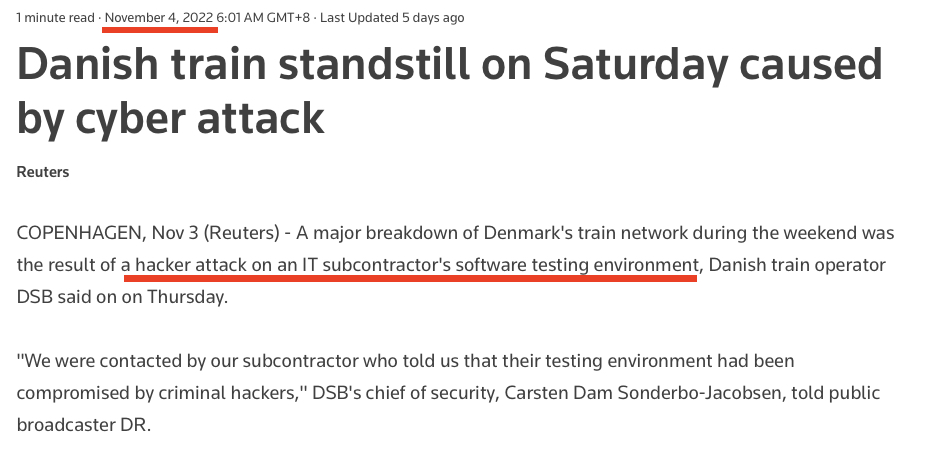 1 minute read · November 4, 2022 6:01 AM GMT+8 · Last Updated 5 days ago
Danish train standstill on Saturday caused
by cyber attack
Reuters
COPENHAGEN, Nov 3 (Reuters) - A major breakdown of Denmark's train network during the weekend was
the result of a hacker attack on an IT subcontractor's software testing environment, Danish train operator
DSB said on on Thursday.
"We were contacted by our subcontractor who told us that their testing environment had been
compromised by criminal hackers," DSB's chief of security, Carsten Dam Sonderbo-Jacobsen, told public
broadcaster DR.